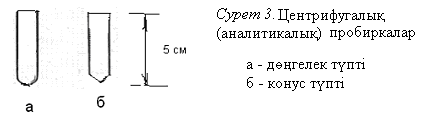 5 см
а
б
Сурет 3. Центрифугалық
(аналитикалық) пробиркалар
а - дөңгелек түпті
б - конус түпті